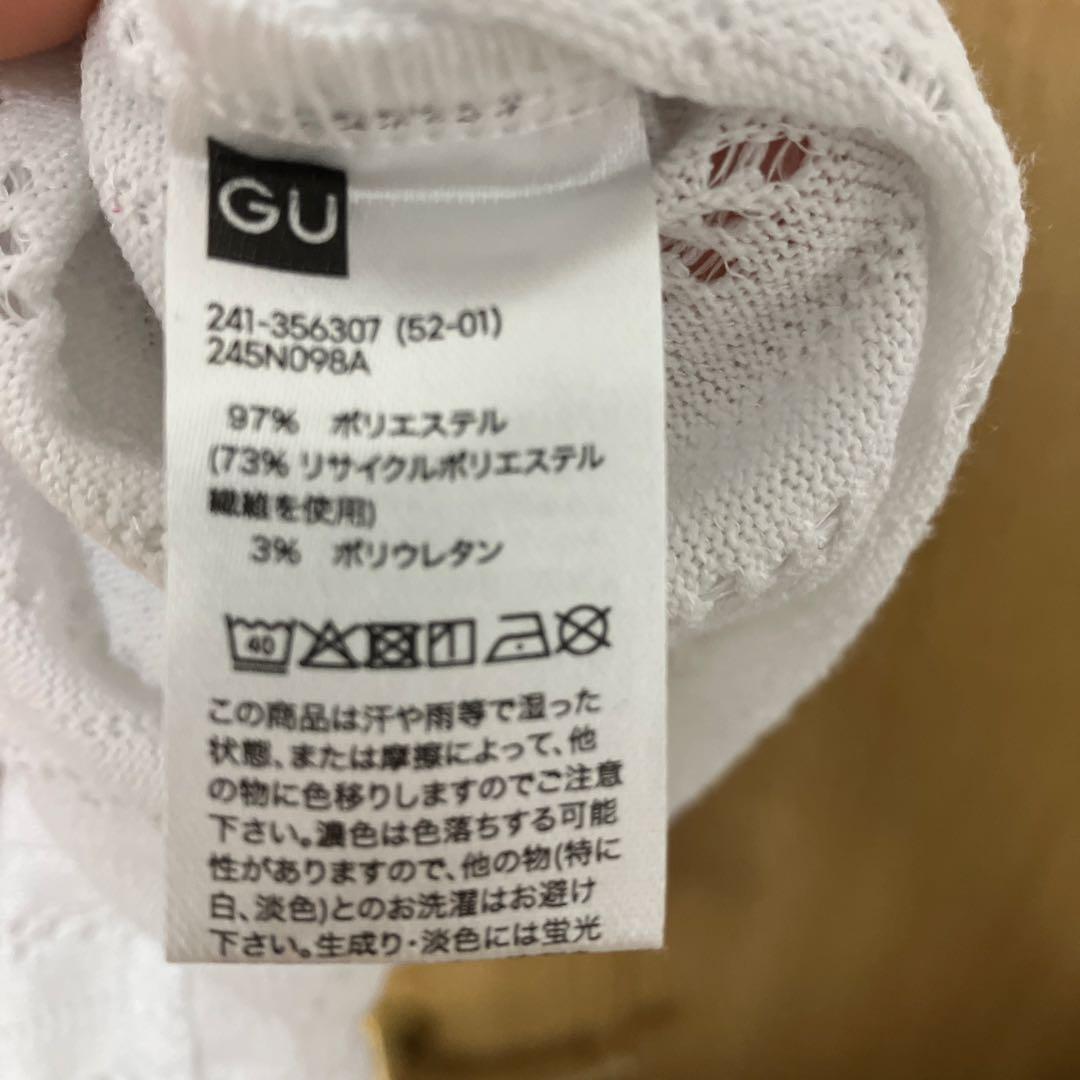 GU
241-356307 (52-01)
245N098A
97% ポリエステル
(73% リサイクルポリエステル
繊維を使用)
3% ポリウレタン
40
この商品は汗や雨等で湿った
状態、または摩擦によって、他
の物に色移りしますのでご注意
下さい。濃色は色落ちする可能
性がありますので、他の物(特に
白、淡色)とのお洗濯はお避け
下さい。生成り・淡色には蛍光